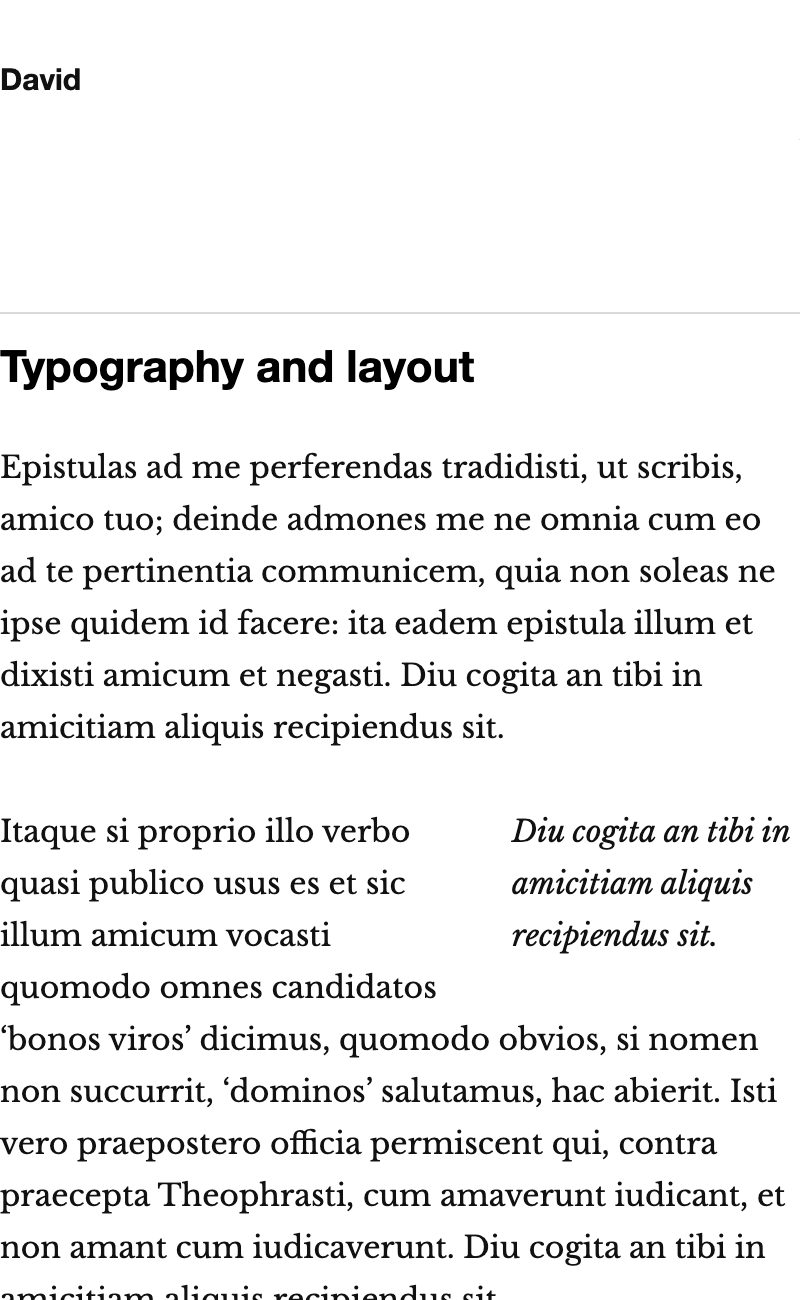 David
Typography and layout
Epistulas ad me perferendas tradidisti, ut scribis,
amico tuo; deinde admones me ne omnia cum eo
ad te pertinentia communicem, quia non soleas ne
ipse quidem id facere: ita eadem epistula illum et
dixisti amicum et negasti. Diu cogita an tibi in
amicitiam aliquis recipiendus sit.
Itaque si proprio illo verbo
quasi publico usus es et sic
illum amicum vocasti
quomodo omnes candidatos
‘bonos viros’ dicimus, quomodo obvios, si nomen
non succurrit, ‘dominos’ salutamus, hac abierit. Isti
vero praepostero officia permiscent qui, contra
praecepta Theophrasti, cum amaverunt iudicant, et
non amant cum iudicaverunt. Diu cogita an tibi in
amicitiam aliquis recipiendus sit.
Diu cogita an tibi in
amicitiam aliquis
recipiendus sit.